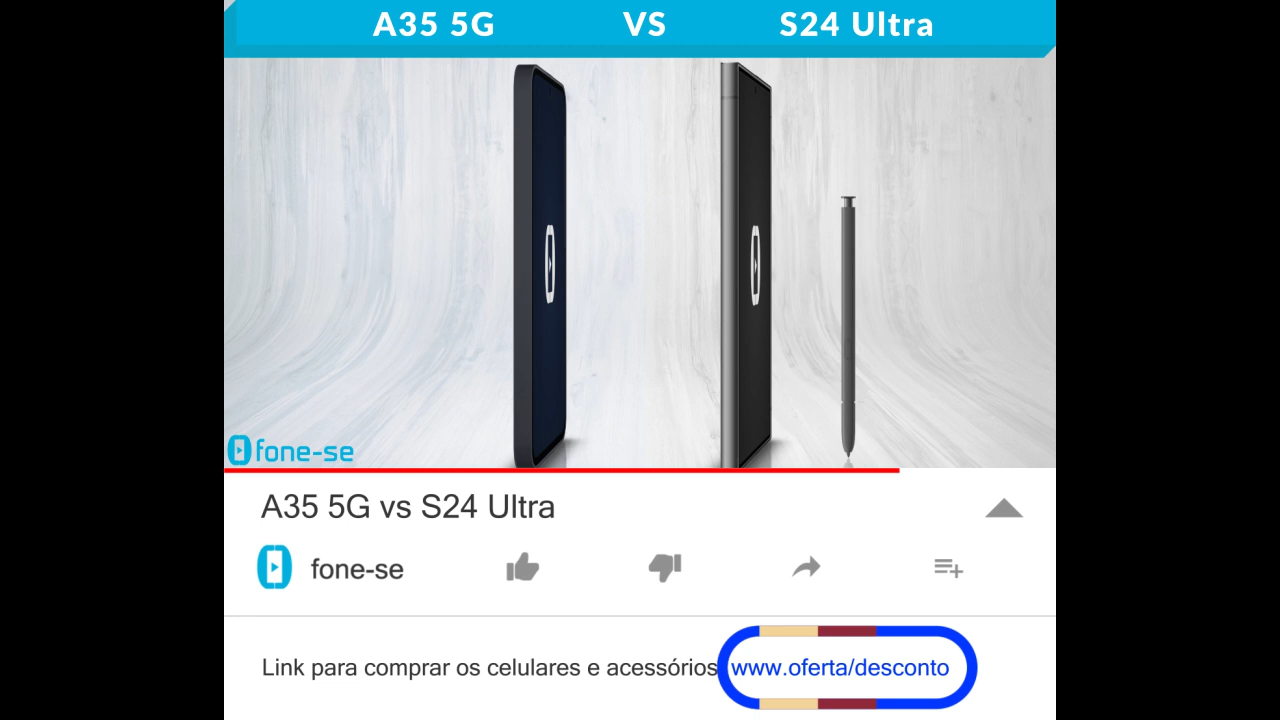 A35 5G VS S24 Ultra
fone-se
A35 5G vs S24 Ultra
fone-se
Link para comprar os celulares e acessórios www.oferta/desconto